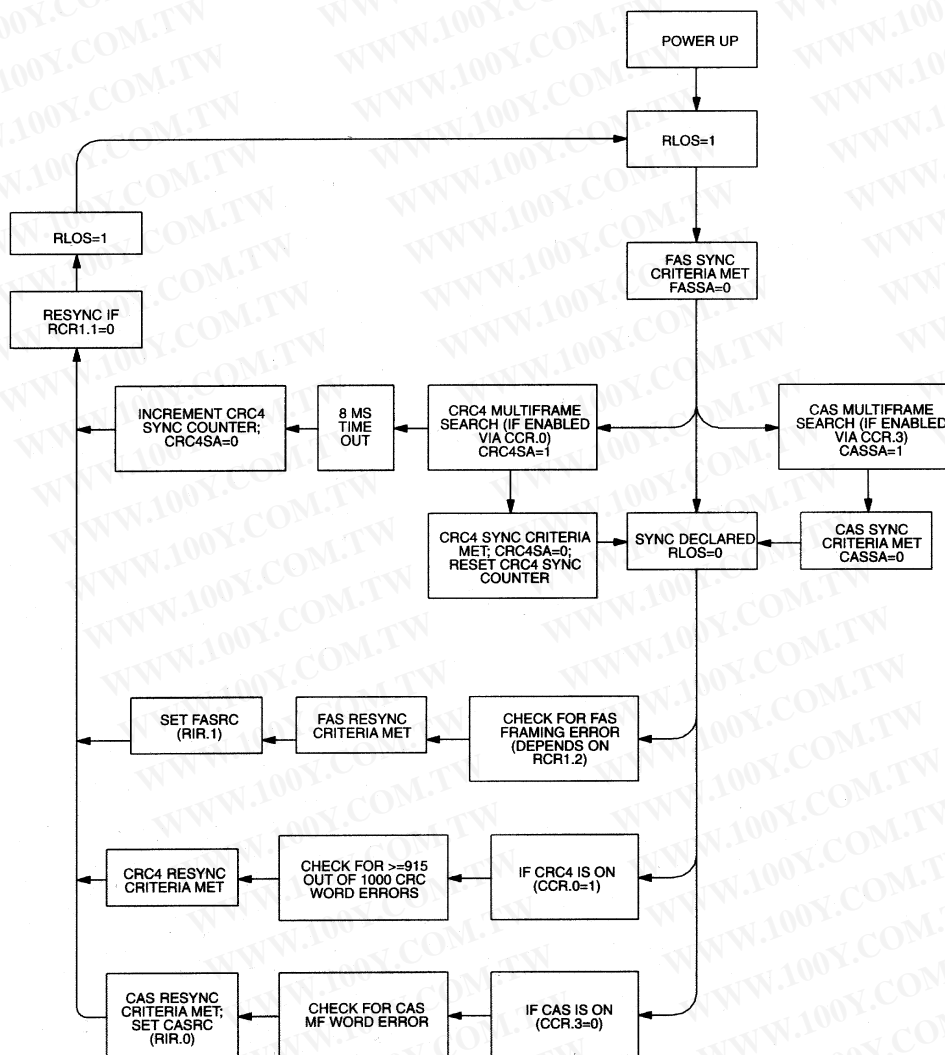 POWER UP
RLOS=1
RLOS=1
FAS SYNC
CRITERIA MET
FASSA=0
RESYNC IF
RCR1.1=0
INCREMENT CRC4
SYNC COUNTER;
CRC4SA=0
8 MS
TIME
OUT
CRC4 MULTIFRAME
SEARCH (IF ENABLED
VIA CCR.0)
CRC4SA=1
CAS MULTIFRAME
SEARCH (IF ENABLED
VIA CCR.3)
CASSA=1
CRC4 SYNC CRITERIA
MET; CRC4SA=0;
RESET CRC4 SYNC
COUNTER
SYNC DECLARED
RLOS=0
CAS SYNC
CRITERIA MET
CASSA=0
SET FASRC
(RIR.1)
FAS RESYNC
CRITERIA MET
CHECK FOR FAS
FRAMING ERROR
(DEPENDS ON
RCR1.2)
CRC4 RESYNC
CRITERIA MET
CHECK FOR >=915
OUT OF 1000 CRC
WORD ERRORS
IF CRC4 IS ON
(CCR.0=1)
CAS RESYNC
CRITERIA MET;
SET CASRC
(RIR.0)
CHECK FOR CAS
MF WORD ERROR
IF CAS IS ON
(CCR.3=0)
WWW.100Y.COM.TW